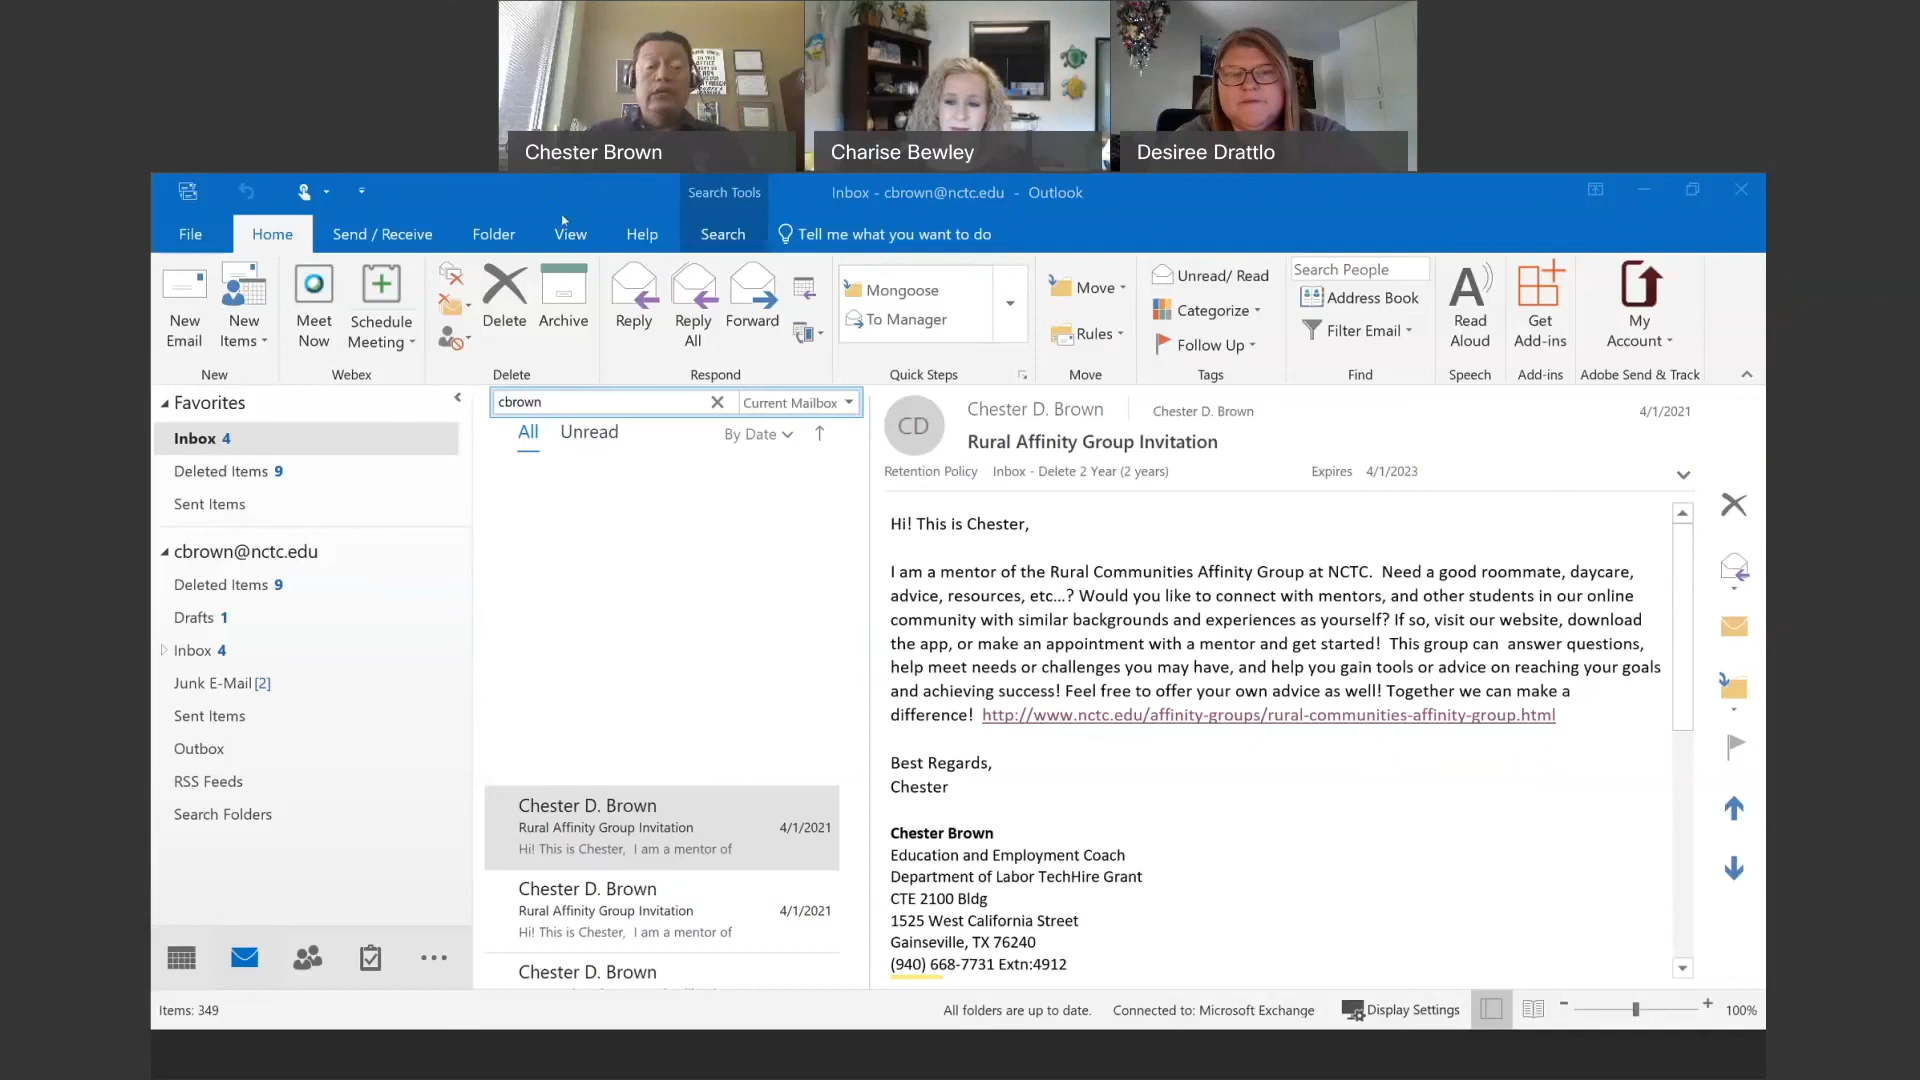 Chester Brown
Charise Bewley
Desiree Drattlo
Search Tools
Inbox - cbrown@nctc.edu - Outlook
File
Home
Send / Receive
Folder
View
Help
Search
Tell me what you want to do
New Email
New Items
Meet Now
Schedule Meeting
Delete
Archive
Reply
Reply All
Forward
Mongoose
To Manager
Move
Rules
Unread/ Read
Categorize
Follow Up
Search People
Address Book
Filter Email
Read Aloud
Get Add-ins
My Account
New
Webex
Delete
Respond
Quick Steps
Move
Tags
Find
Speech
Add-ins
Adobe Send & Track
Favorites
Inbox 4
Deleted Items 9
Sent Items
cbrown@nctc.edu
Deleted Items 9
Drafts 1
Inbox 4
Junk E-Mail [2]
Sent Items
Outbox
RSS Feeds
Search Folders
cbrown
Current Mailbox
All
Unread
By Date
Chester D. Brown
Rural Affinity Group Invitation 4/1/2021
Hi! This is Chester, I am a mentor of
Chester D. Brown
Rural Affinity Group Invitation 4/1/2021
Hi! This is Chester, I am a mentor of
Chester D. Brown
CD
Chester D. Brown
Chester D. Brown
4/1/2021
Rural Affinity Group Invitation
Retention Policy Inbox - Delete 2 Year (2 years)
Expires 4/1/2023
Hi! This is Chester,
I am a mentor of the Rural Communities Affinity Group at NCTC. Need a good roommate, daycare,
advice, resources, etc...? Would you like to connect with mentors, and other students in our online
community with similar backgrounds and experiences as yourself? If so, visit our website, download
the app, or make an appointment with a mentor and get started! This group can answer questions,
help meet needs or challenges you may have, and help you gain tools or advice on reaching your goals
and achieving success! Feel free to offer your own advice as well! Together we can make a
difference! http://www.nctc.edu/affinity-groups/rural-communities-affinity-group.html
Best Regards,
Chester
Chester Brown
Education and Employment Coach
Department of Labor TechHire Grant
CTE 2100 Bldg
1525 West California Street
Gainseville, TX 76240
(940) 668-7731 Extn:4912
Items: 349
All folders are up to date.
Connected to: Microsoft Exchange
Display Settings
100%